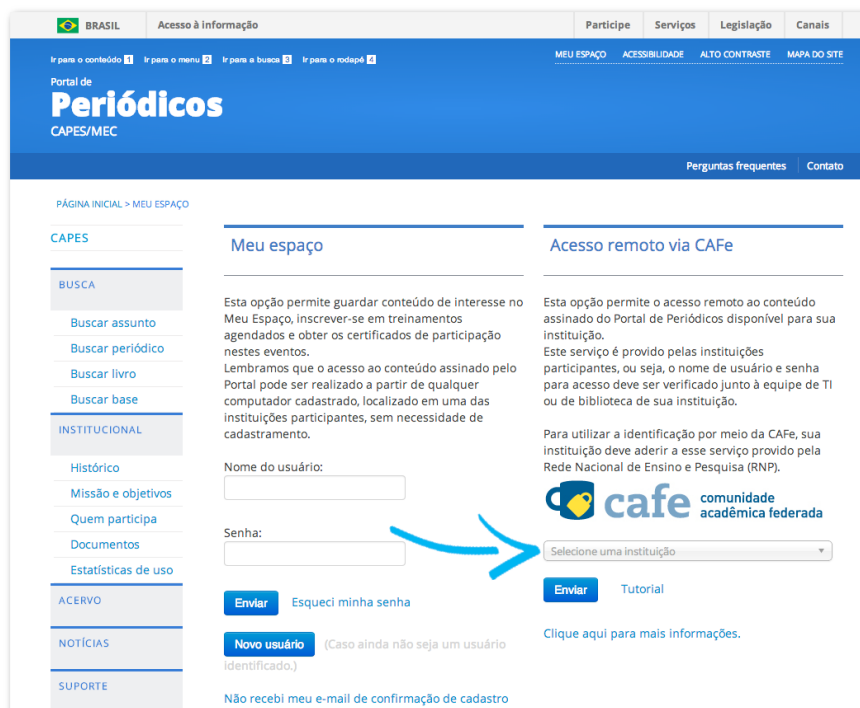 BRASIL
Acesso à informação
Participe
Serviços
Legislação
Canais
Ir para o conteúdo 1
Ir para o menu 2
Ir para a busca 3
Ir para o rodapé 4
MEU ESPAÇO
ACESSIBILIDADE
ALTO CONTRASTE
MAPA DO SITE
Portal de
Periódicos
CAPES/MEC
Perguntas frequentes
Contato
PÁGINA INICIAL > MEU ESPAÇO
CAPES
BUSCA
Buscar assunto
Buscar periódico
Buscar livro
Buscar base
INSTITUCIONAL
Histórico
Missão e objetivos
Quem participa
Documentos
Estatísticas de uso
ACERVO
NOTÍCIAS
SUPORTE
Meu espaço
Esta opção permite guardar conteúdo de interesse no
Meu Espaço, inscrever-se em treinamentos
agendados e obter os certificados de participação
nestes eventos.
Lembramos que o acesso ao conteúdo assinado pelo
Portal pode ser realizado a partir de qualquer
computador cadastrado, localizado em uma das
instituições participantes, sem necessidade de
cadastramento.
Nome do usuário:
Senha:
Enviar
Esqueci minha senha
Novo usuário
(Caso ainda não seja um usuário
identificado.)
Não recebi meu e-mail de confirmação de cadastro
Acesso remoto via CAFe
Esta opção permite o acesso remoto ao conteúdo
assinado do Portal de Periódicos disponível para sua
instituição.
Este serviço é provido pelas instituições
participantes, ou seja, o nome de usuário e senha
para acesso deve ser verificado junto à equipe de TI
ou de biblioteca de sua instituição.
Para utilizar a identificação por meio da CAFe, sua
instituição deve aderir a esse serviço provido pela
Rede Nacional de Ensino e Pesquisa (RNP).
cafe
comunidade
acadêmica federada
Selecione uma instituição
Enviar
Tutorial
Clique aqui para mais informações.